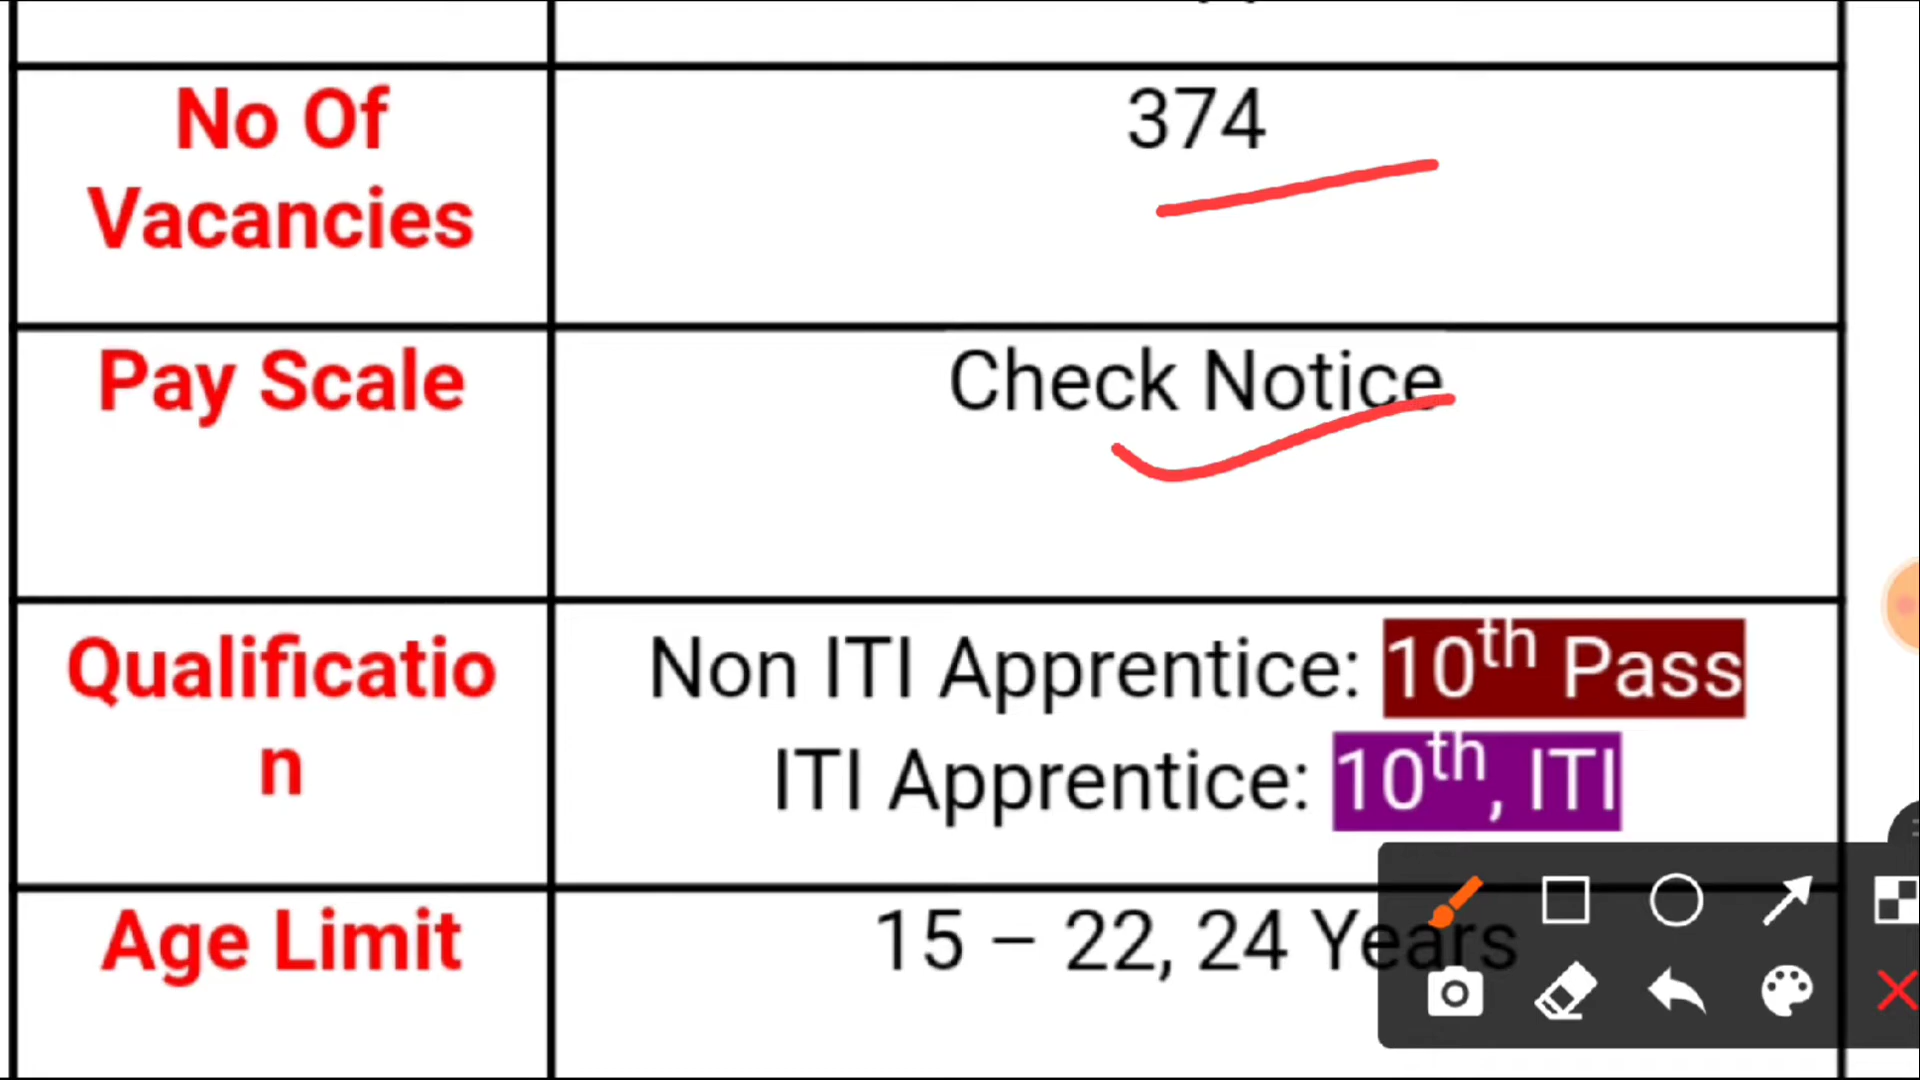 No Of
Vacancies
374
Pay Scale
Check Notice
Qualificatio
n
Non ITI Apprentice: 10th Pass
ITI Apprentice: 10th, ITI
Age Limit
15 – 22, 24 Years